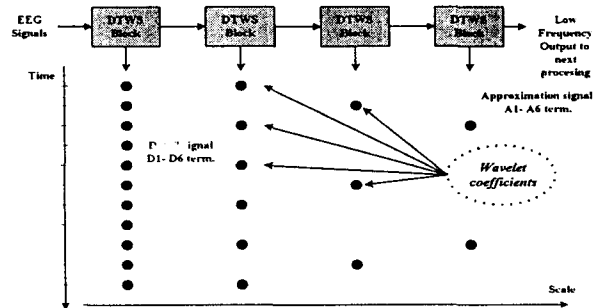 EEG
Signals
DTWS
Block
DTWS
Block
DTWS
Block
DTWS
Block
Low
Frequency
Output to
next
procesing
Time
Approximation signal
A1- A6 term.
signal
D1- D6 term.
Wavelet
coefficients
Scale